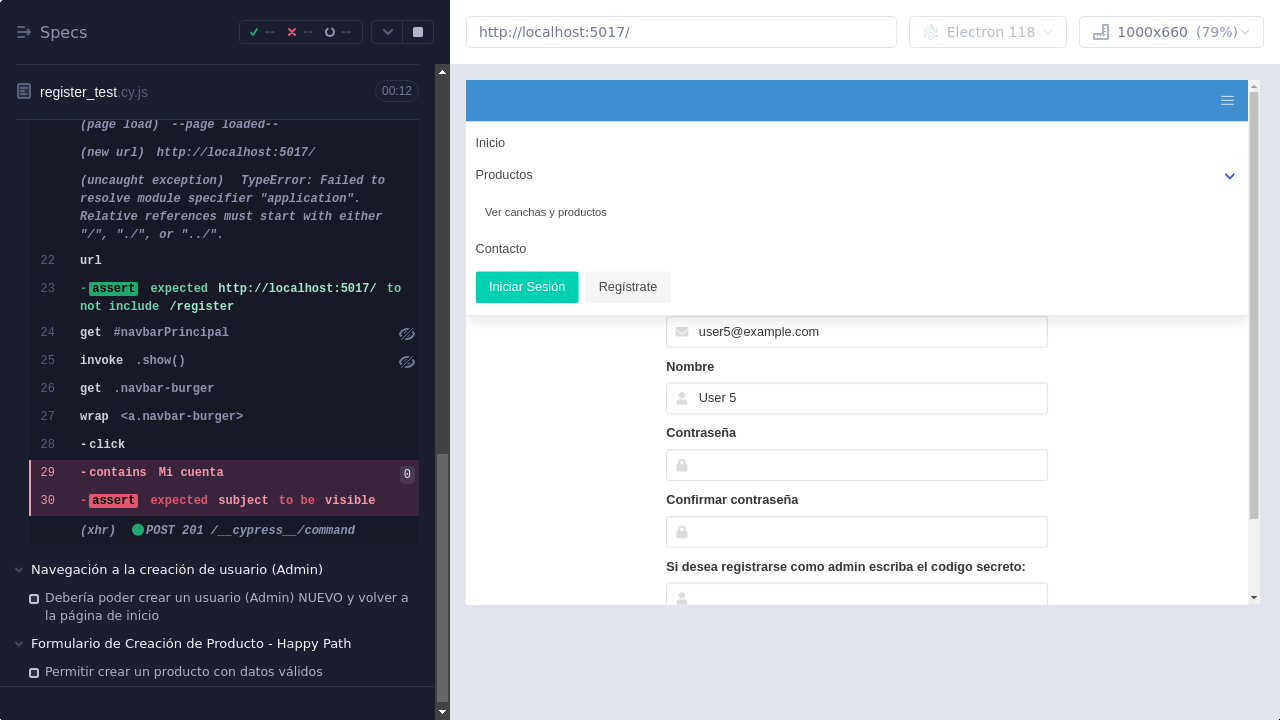 Specs
--
--
--
http://localhost:5017/
Electron 118
1000x660 (79%)
register_test.cy.js
00:12
(page load) --page loaded--
(new url) http://localhost:5017/
(uncaught exception) TypeError: Failed to
resolve module specifier "application".
Relative references must start with either
"/", "./", or "../".
22 url
23 -assert expected http://localhost:5017/ to
not include /register
24 get #navbarPrincipal
25 invoke .show()
26 get .navbar-burger
27 wrap <a.navbar-burger>
28 -click
29 -contains Mi cuenta 0
30 -assert expected subject to be visible
(xhr) POST 201 /__cypress__/command
Navegación a la creación de usuario (Admin)
Debería poder crear un usuario (Admin) NUEVO y volver a
la página de inicio
Formulario de Creación de Producto - Happy Path
Permitir crear un producto con datos válidos
Inicio
Productos
Ver canchas y productos
Contacto
Iniciar Sesión
Regístrate
user5@example.com
Nombre
User 5
Contraseña
Confirmar contraseña
Si desea registrarse como admin escriba el codigo secreto: